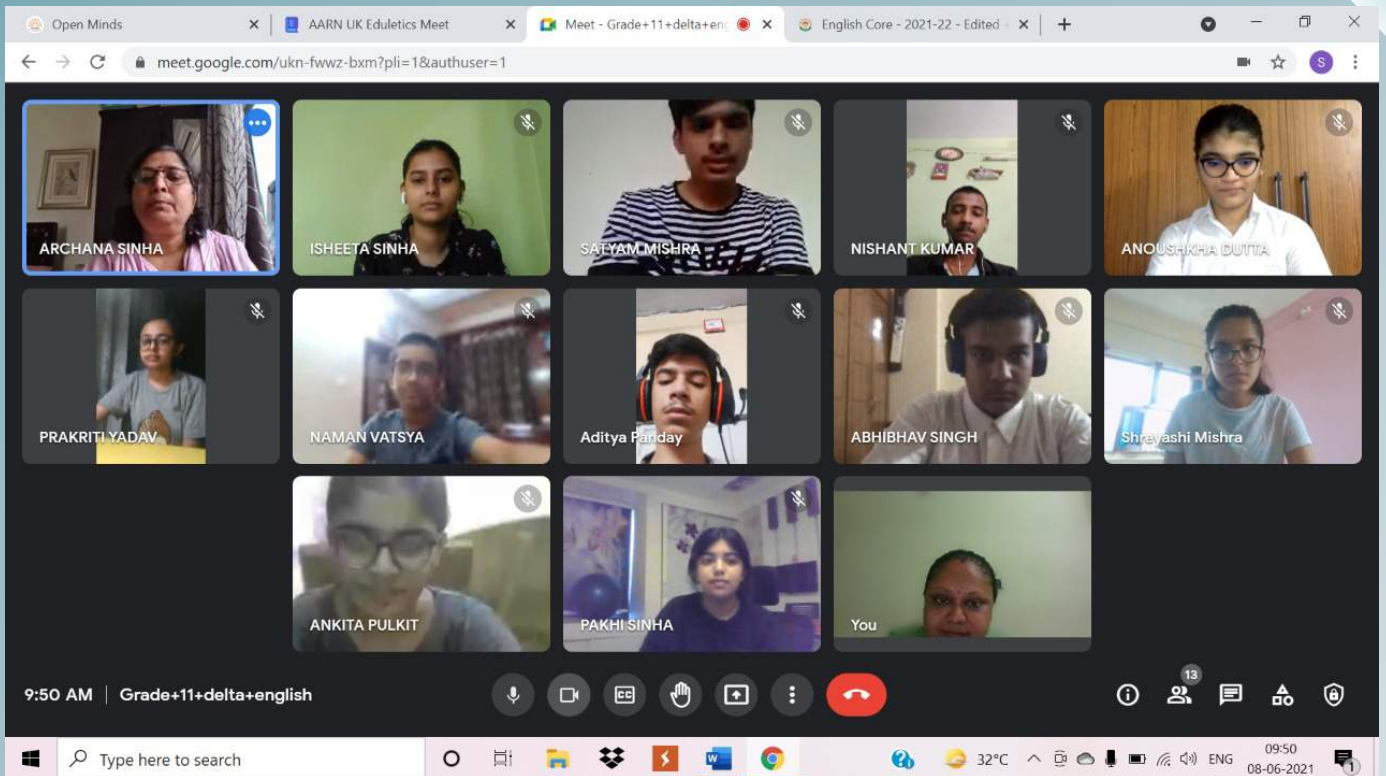 Open Minds
AARN UK Eduletics Meet
Meet - Grade+11+delta+eng
English Core - 2021-22 - Edited -
meet.google.com/ukn-fwwz-bxm?pli=1&authuser=1
S
ARCHANA SINHA
ISHEETA SINHA
SATYAM MISHRA
NISHANT KUMAR
ANOUSHKHA DUTTA
PRAKRITI YADAV
NAMAN VATSYA
Aditya Panday
ABHIBHAV SINGH
Shreyashi Mishra
ANKITA PULKIT
PAKHI SINHA
You
9:50 AM | Grade+11+delta+english
CC
13
Type here to search
W
32°C
ENG
09:50
08-06-2021
1